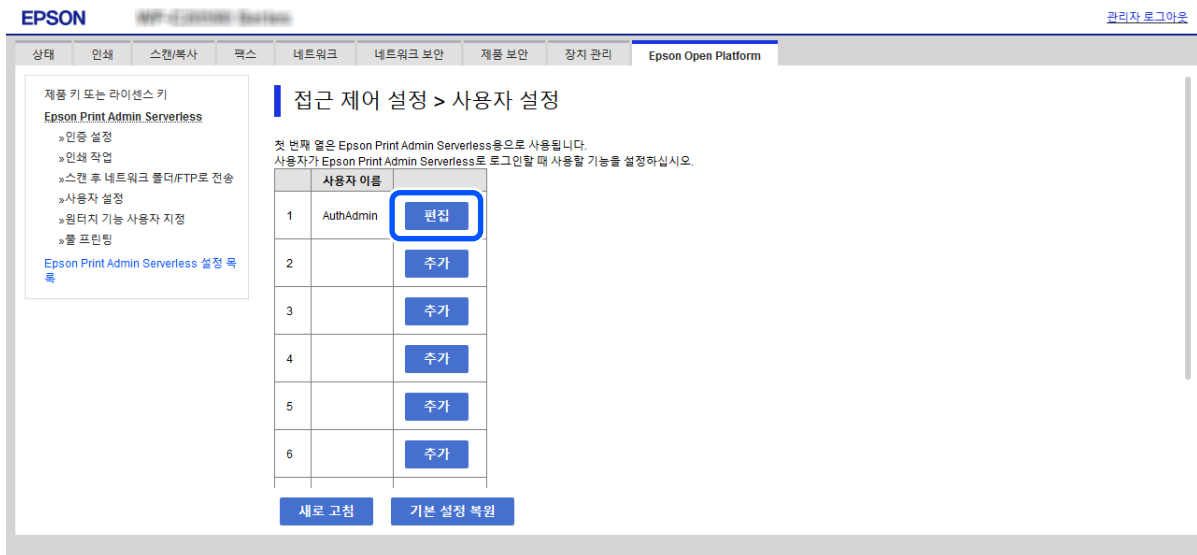 EPSON
관리자 로그아웃
상태 인쇄 스캔/복사 팩스 네트워크 네트워크 보안 제품 보안 장치 관리 Epson Open Platform
제품 키 또는 라이센스 키
Epson Print Admin Serverless
»인증 설정
»인쇄 작업
»스캔 후 네트워크 폴더/FTP로 전송
»사용자 설정
»원터치 기능 사용자 지정
»풀 프린팅
Epson Print Admin Serverless 설정 목
록
접근 제어 설정 > 사용자 설정
첫 번째 열은 Epson Print Admin Serverless용으로 사용됩니다.
사용자가 Epson Print Admin Serverless로 로그인할 때 사용할 기능을 설정하십시오.
사용자 이름
1 AuthAdmin 편집
2 추가
3 추가
4 추가
5 추가
6 추가
새로 고침 기본 설정 복원